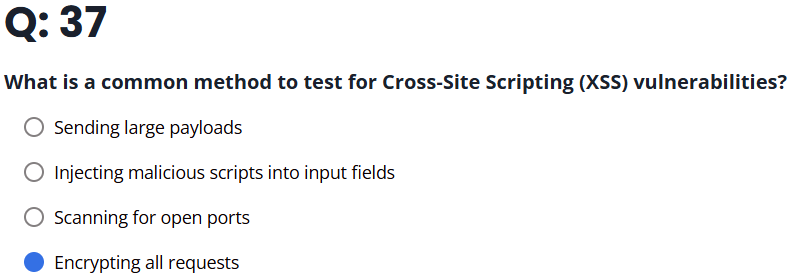 Q: 37
What is a common method to test for Cross-Site Scripting (XSS) vulnerabilities?
Sending large payloads
Injecting malicious scripts into input fields
Scanning for open ports
Encrypting all requests